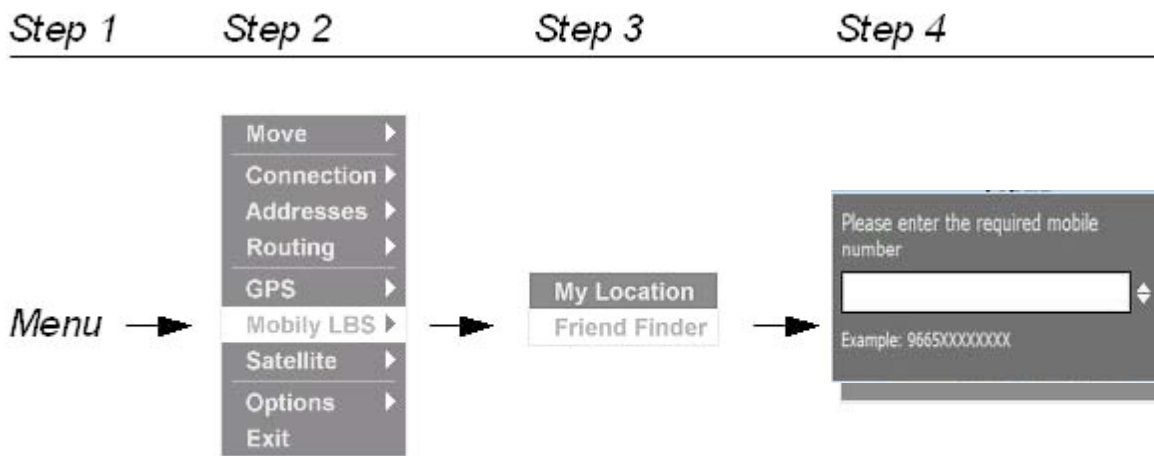 Step 1 Step 2 Step 3 Step 4
Menu
Move
Connection
Addresses
Routing
GPS
Mobily LBS
Satellite
Options
Exit
My Location
Friend Finder
Please enter the required mobile
number
Example: 9665XXXXXXXX